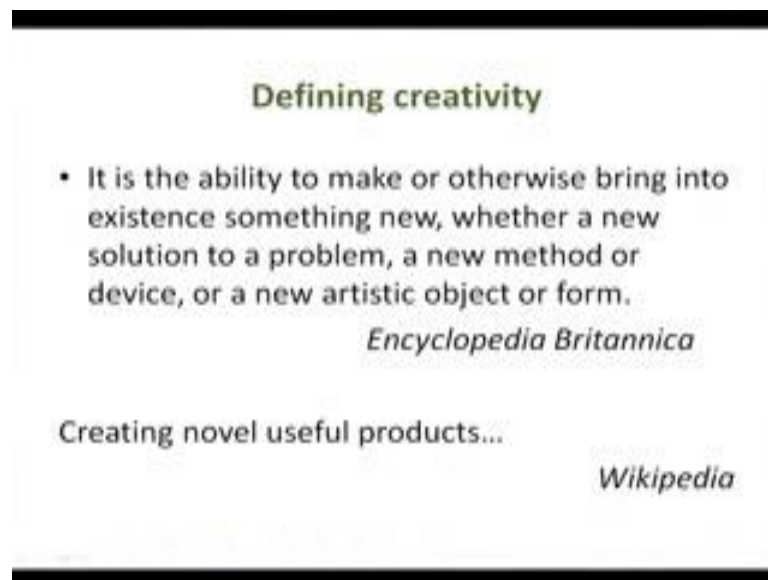 Defining creativity
• It is the ability to make or otherwise bring into
existence something new, whether a new
solution to a problem, a new method or
device, or a new artistic object or form.
Encyclopedia Britannica
Creating novel useful products...
Wikipedia